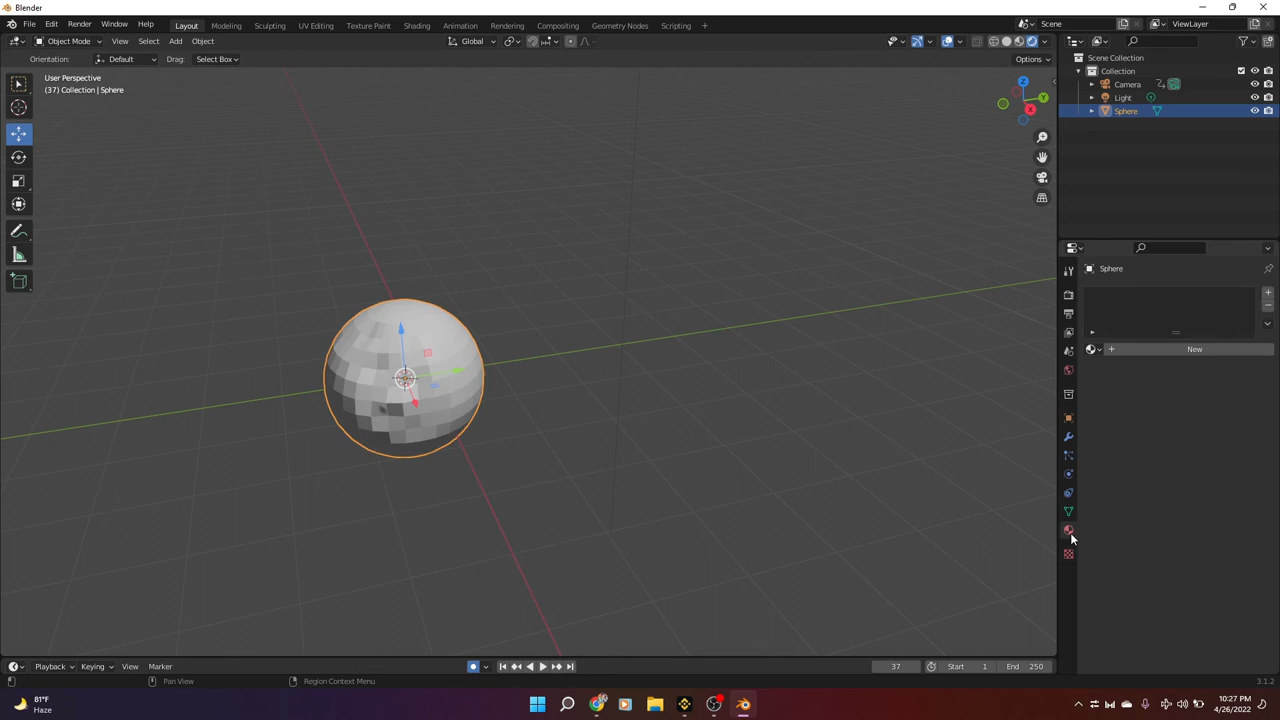 Blender
File Edit Render Window Help
Layout Modeling Sculpting UV Editing Texture Paint Shading Animation Rendering Compositing Geometry Nodes Scripting +
Scene
ViewLayer
Object Mode View Select Add Object
Global
Orientation: Default Drag: Select Box
Options
User Perspective
(37) Collection | Sphere
Z
Y
X
Scene Collection
Collection
Camera
Light
Sphere
Sphere
New
Playback Keying View Marker
37
Start 1
End 250
Pan View
Region Context Menu
3.1.2
81°F
Haze
10:27 PM
4/26/2022